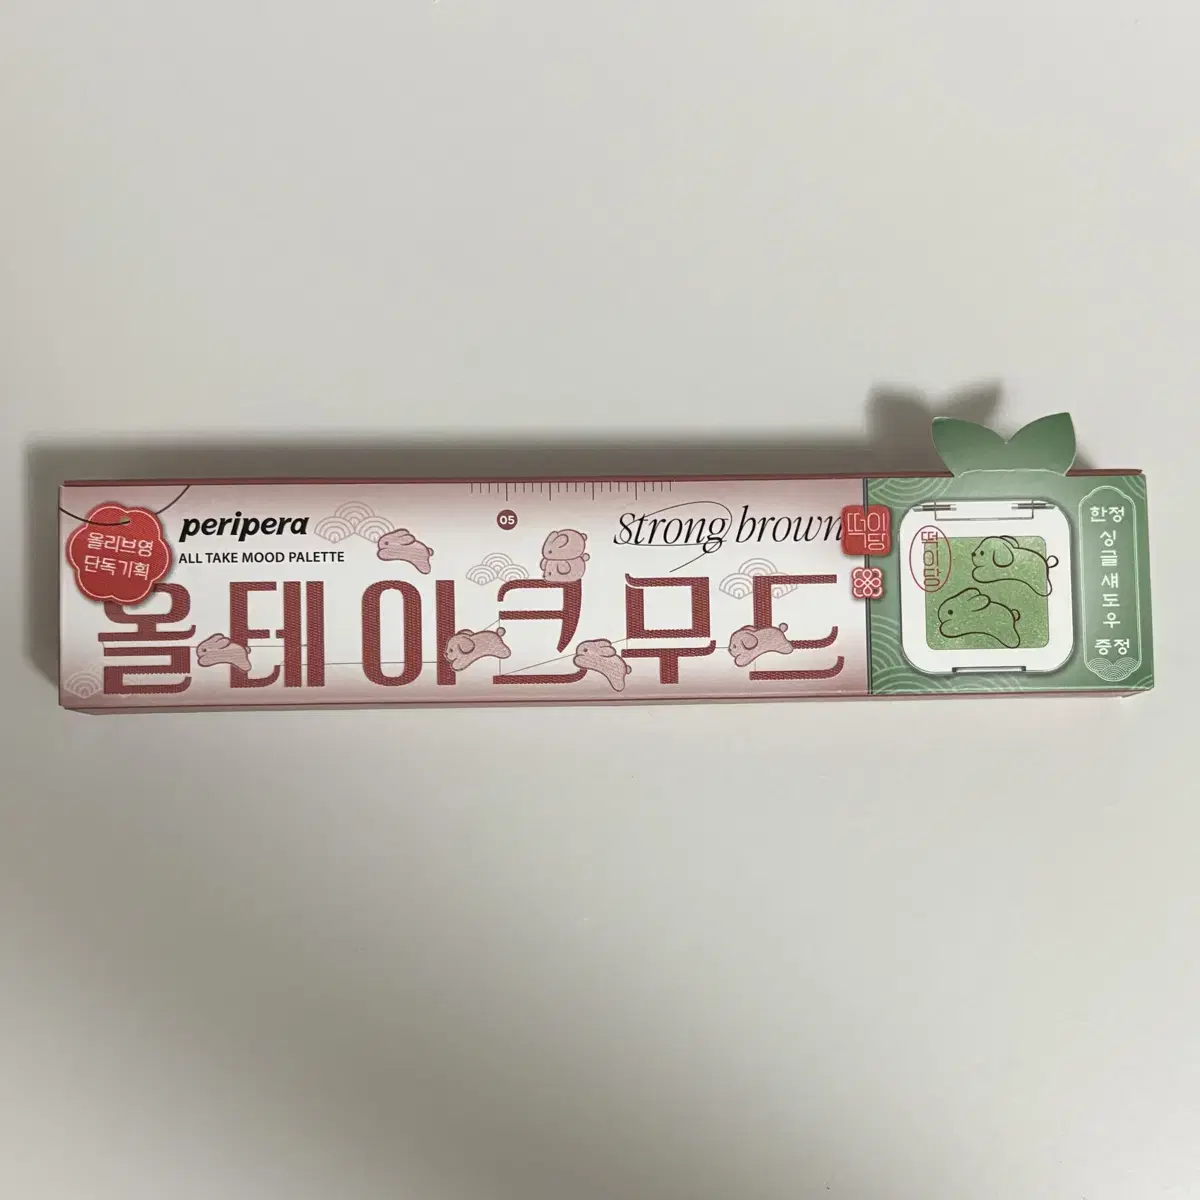 올리브영
단독기획
peripera
ALL TAKE MOOD PALETTE
05
Strong brown
올테이크무드
떡이당
떡이당
한정
싱글 섀도우
증정